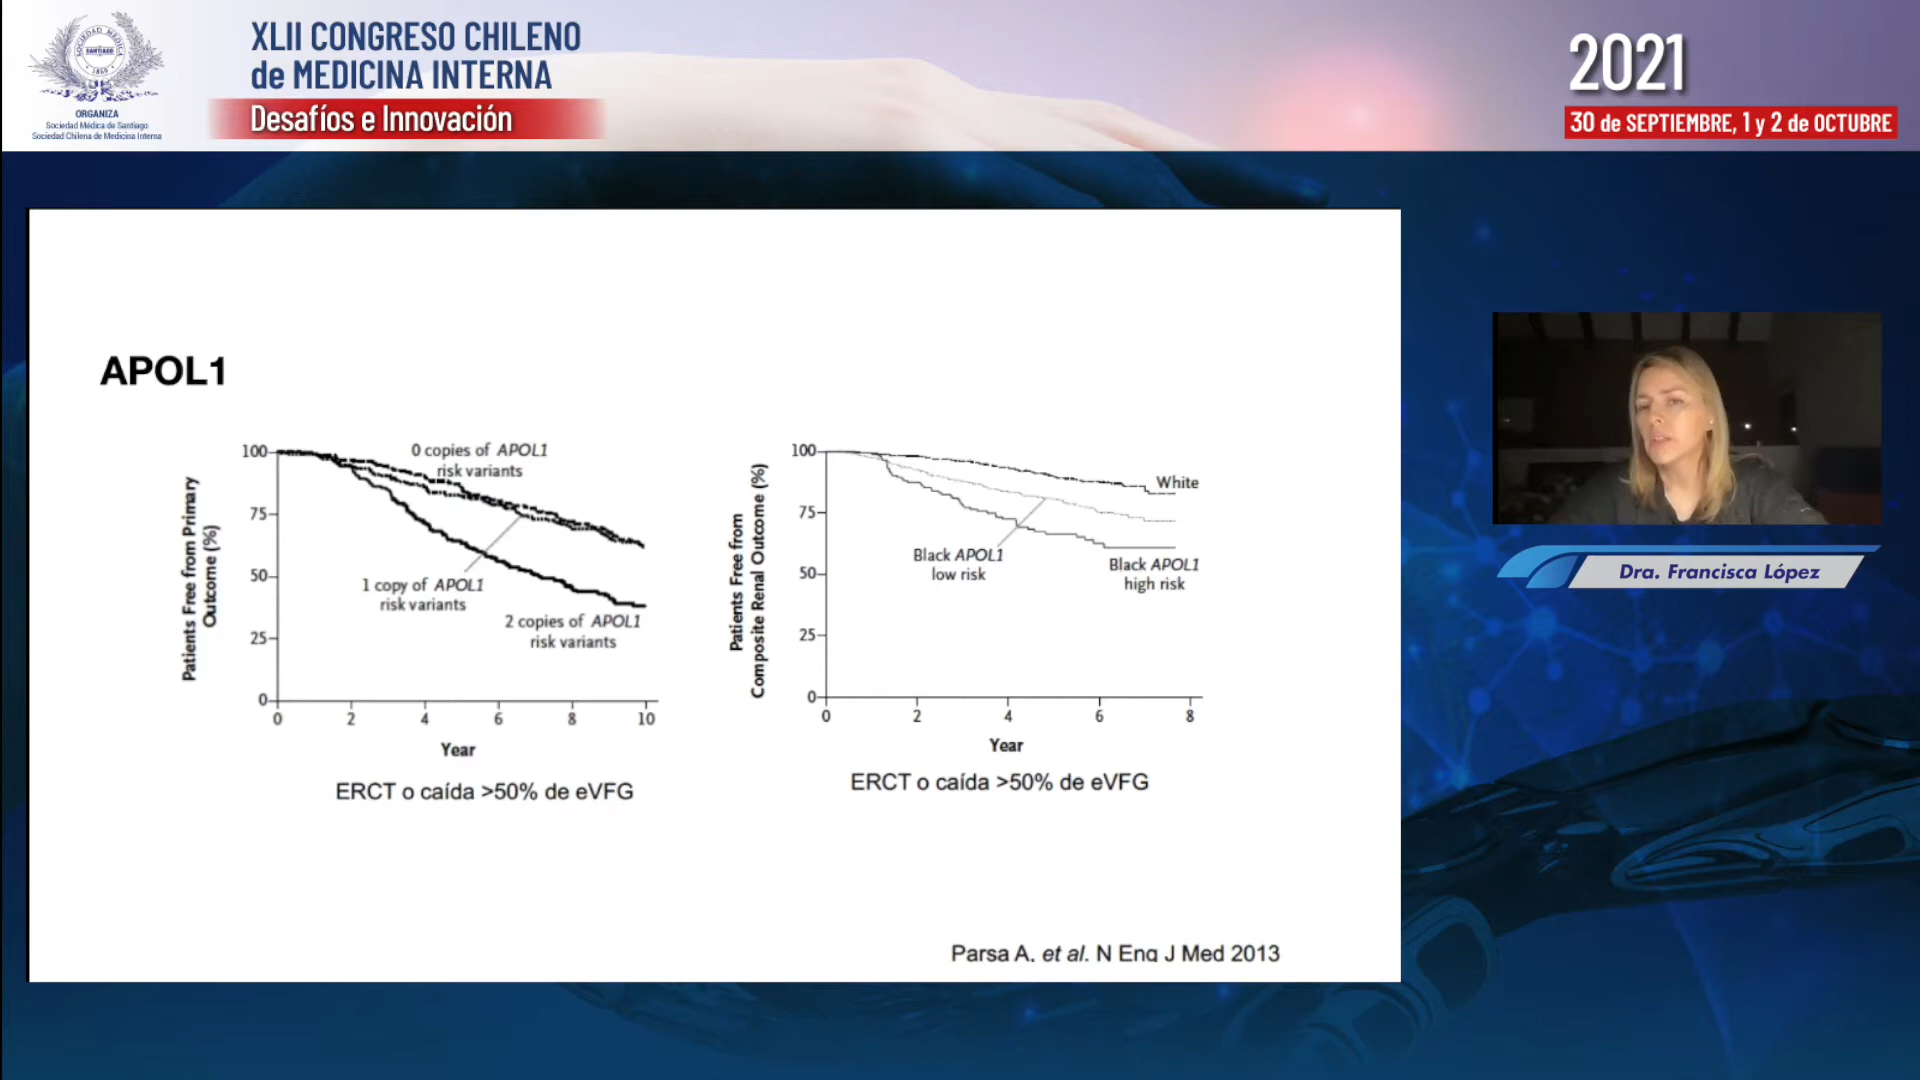 SOCIEDAD MÉDICA
SANTIAGO
1869
ORGANIZA
Sociedad Médica de Santiago
Sociedad Chilena de Medicina Interna
XLII CONGRESO CHILENO
de MEDICINA INTERNA
Desafíos e Innovación
2021
30 de SEPTIEMBRE, 1 y 2 de OCTUBRE
APOL1
Patients Free from Primary
Outcome (%)
100
75
50
25
0
0 copies of APOL1
risk variants
1 copy of APOL1
risk variants
2 copies of APOL1
risk variants
0 2 4 6 8 10
Year
ERCT o caída >50% de eVFG
Patients Free from
Composite Renal Outcome (%)
100
75
50
25
0
White
Black APOL1
low risk
Black APOL1
high risk
0 2 4 6 8
Year
ERCT o caída >50% de eVFG
Parsa A. et al. N Eng J Med 2013
Dra. Francisca López